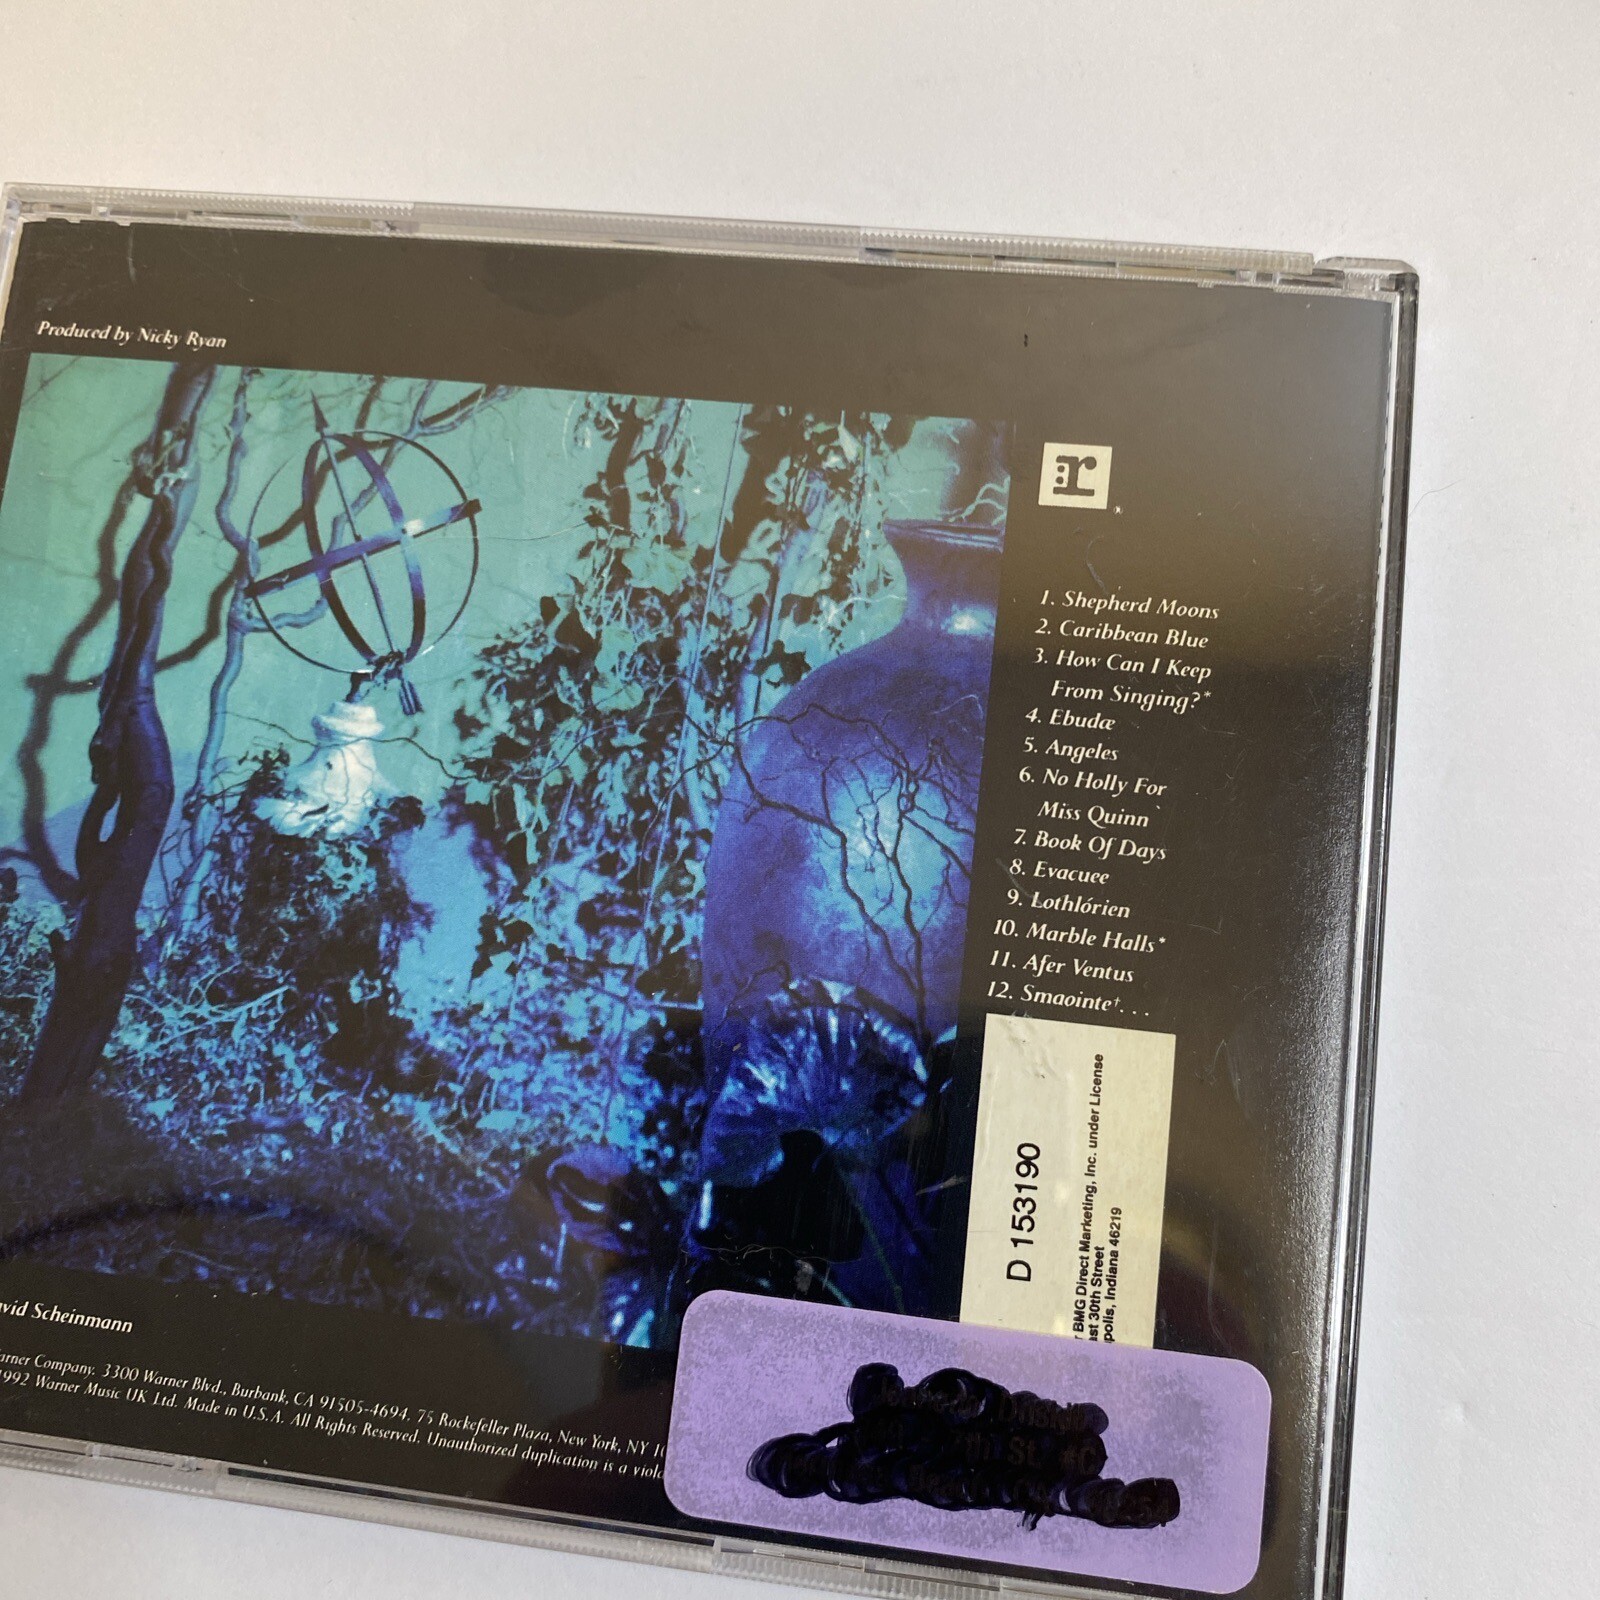 Produced by Nicky Ryan
:r
®
1. Shepherd Moons
2. Caribbean Blue
3. How Can I Keep
From Singing?*
4. Ebudæ
5. Angeles
6. No Holly For
Miss Quinn
7. Book Of Days
8. Evacuee
9. Lothlórien
10. Marble Halls*
11. Afer Ventus
12. Smaointe†. . .
D 153190
BMG Direct Marketing, Inc. under License
ast 30th Street
polis, Indiana 46219
vid Scheinmann
arner Company. 3300 Warner Blvd., Burbank, CA 91505-4694. 75 Rockefeller Plaza, New York, NY 1
1992 Warner Music UK Ltd. Made in U.S.A. All Rights Reserved. Unauthorized duplication is a viola